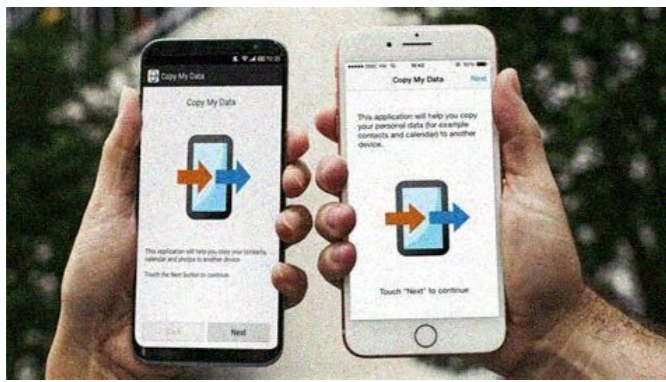 Copy My Data
Copy My Data
This application will help you copy your contacts,
calendar and photos to another device.
Touch the Next button to continue
Next
Copy My Data
Next
This application will help you copy
your personal data (for example
contacts and calendar) to another
device.
Touch "Next" to continue